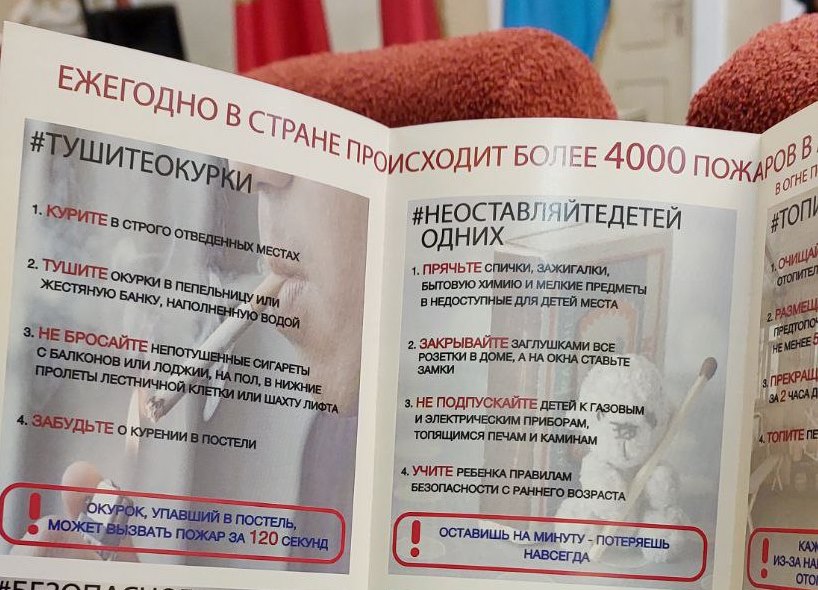 ЕЖЕГОДНО В СТРАНЕ ПРОИСХОДИТ БОЛЕЕ 4000 ПОЖАРОВ В
В ОГНЕ
#ТУШИТЕОКУРКИ
1. КУРИТЕ В СТРОГО ОТВЕДЕННЫХ МЕСТАХ
2. ТУШИТЕ ОКУРКИ В ПЕПЕЛЬНИЦУ ИЛИ
ЖЕСТЯНУЮ БАНКУ, НАПОЛНЕННУЮ ВОДОЙ
3. НЕ БРОСАЙТЕ НЕПОТУШЕННЫЕ СИГАРЕТЫ
С БАЛКОНОВ ИЛИ ЛОДЖИИ, НА ПОЛ, В НИЖНИЕ
ПРОЛЕТЫ ЛЕСТНИЧНОЙ КЛЕТКИ ИЛИ ШАХТУ ЛИФТА
4. ЗАБУДЬТЕ О КУРЕНИИ В ПОСТЕЛИ
! ОКУРОК, УПАВШИЙ В ПОСТЕЛЬ,
МОЖЕТ ВЫЗВАТЬ ПОЖАР ЗА 120 СЕКУНД
#НЕОСТАВЛЯЙТЕДЕТЕЙ
ОДНИХ
1. ПРЯЧЬТЕ СПИЧКИ, ЗАЖИГАЛКИ,
БЫТОВУЮ ХИМИЮ И МЕЛКИЕ ПРЕДМЕТЫ
В НЕДОСТУПНЫЕ ДЛЯ ДЕТЕЙ МЕСТА
2. ЗАКРЫВАЙТЕ ЗАГЛУШКАМИ ВСЕ
РОЗЕТКИ В ДОМЕ, А НА ОКНА СТАВЬТЕ
ЗАМКИ
3. НЕ ПОДПУСКАЙТЕ ДЕТЕЙ К ГАЗОВЫМ
И ЭЛЕКТРИЧЕСКИМ ПРИБОРАМ,
ТОПЯЩИМСЯ ПЕЧАМ И КАМИНАМ
4. УЧИТЕ РЕБЕНКА ПРАВИЛАМ
БЕЗОПАСНОСТИ С РАННЕГО ВОЗРАСТА
! ОСТАВИШЬ НА МИНУТУ - ПОТЕРЯЕШЬ
НАВСЕГДА
#ТОПИ
1. ОЧИЩАЙ
ОТОПИТЕЛ
2. РАЗМЕЩ
ПРЕДТОПОЧ
НЕ МЕНЕЕ 5
3. ПРЕКРАЩ
ЗА 2 ЧАСА Д
4. ТОПИТЕ ПЕ
! КАЖ
ИЗ-ЗА НА
ОТОП